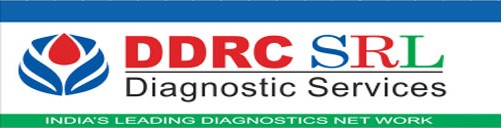 DDRC SRL
Diagnostic Services
INDIA'S LEADING DIAGNOSTICS NET WORK